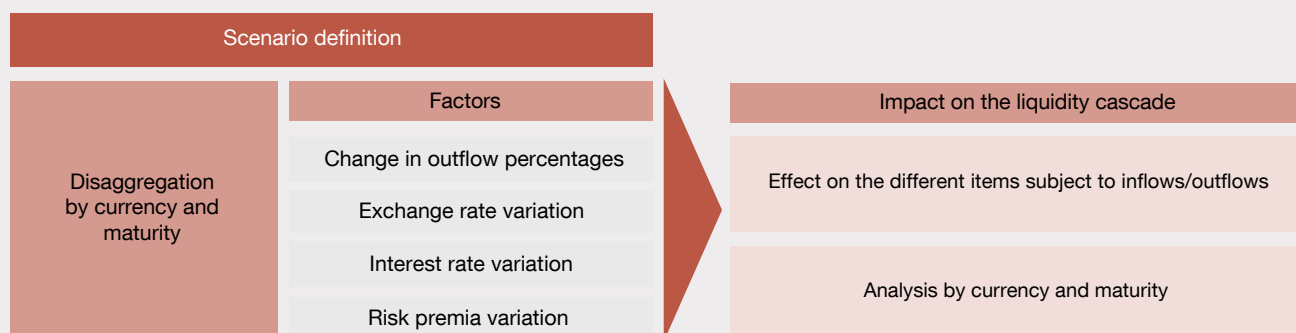 Scenario definition
Disaggregation
by currency and
maturity
Factors
Change in outflow percentages
Exchange rate variation
Interest rate variation
Risk premia variation
Impact on the liquidity cascade
Effect on the different items subject to inflows/outflows
Analysis by currency and maturity